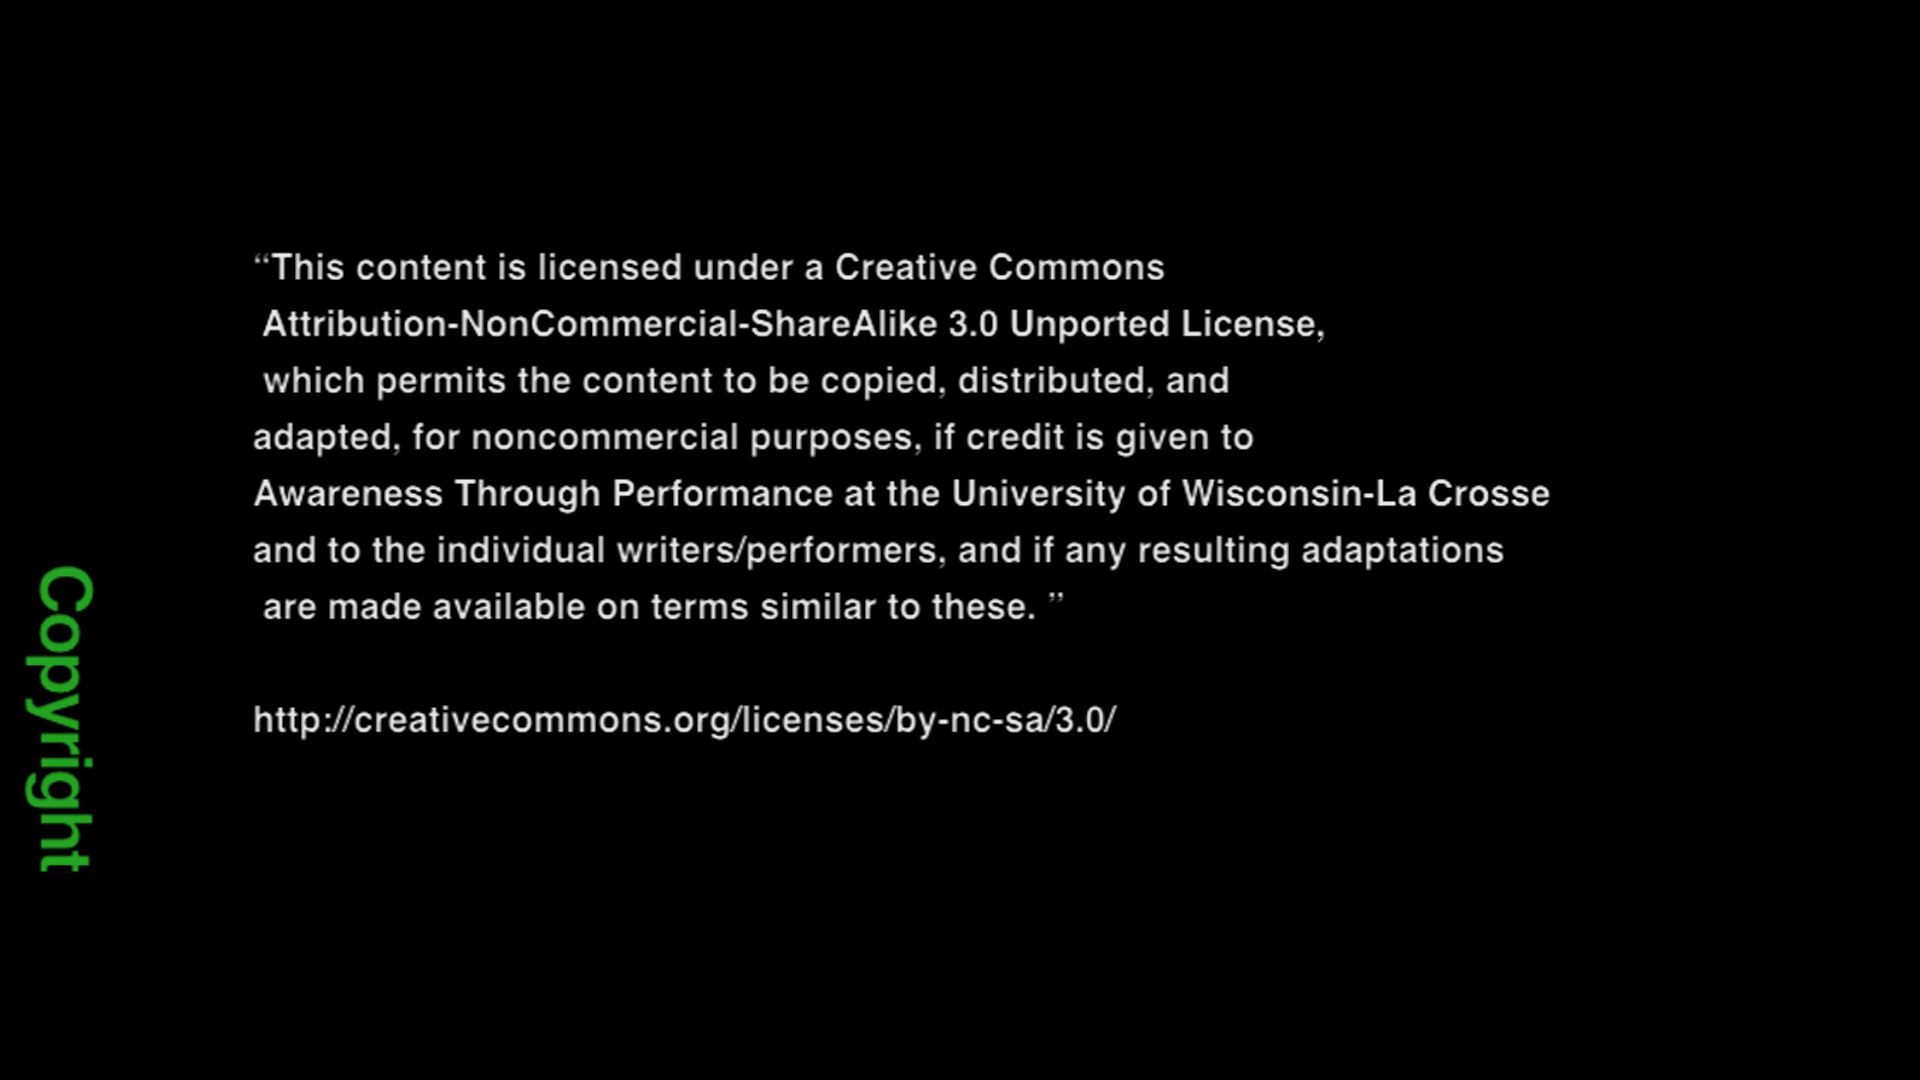 “This content is licensed under a Creative Commons
Attribution-NonCommercial-ShareAlike 3.0 Unported License,
which permits the content to be copied, distributed, and
adapted, for noncommercial purposes, if credit is given to
Awareness Through Performance at the University of Wisconsin-La Crosse
and to the individual writers/performers, and if any resulting adaptations
are made available on terms similar to these. ”
http://creativecommons.org/licenses/by-nc-sa/3.0/
Copyright